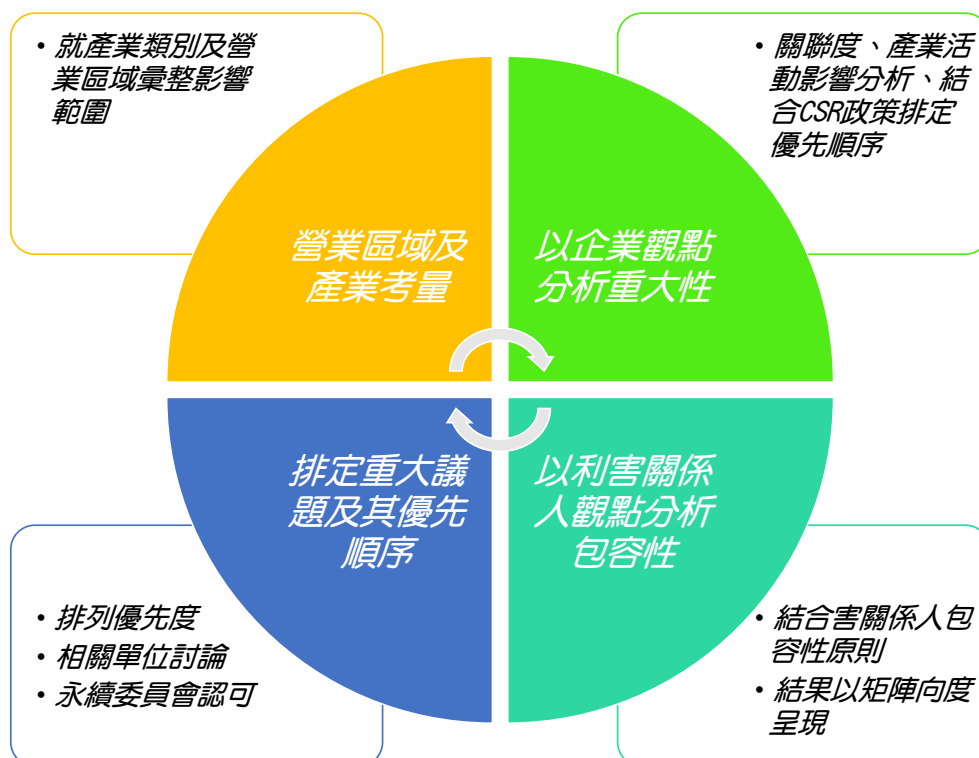 • 就產業類別及營
業區域彙整影響
範圍
• 關聯度、產業活
動影響分析、結
合CSR政策排定
優先順序
營業區域及
產業考量
以企業觀點
分析重大性
排定重大議
題及其優先
順序
以利害關係
人觀點分析
包容性
• 排列優先度
• 相關單位討論
• 永續委員會認可
• 結合害關係人包
容性原則
• 結果以矩陣向度
呈現